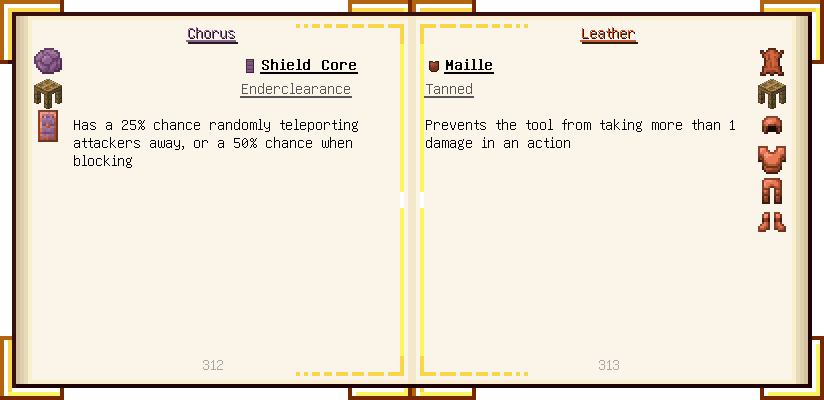 Chorus
Shield Core
Enderclearance
Has a 25% chance randomly teleporting
attackers away, or a 50% chance when
blocking
312
Leather
Maille
Tanned
Prevents the tool from taking more than 1
damage in an action
313